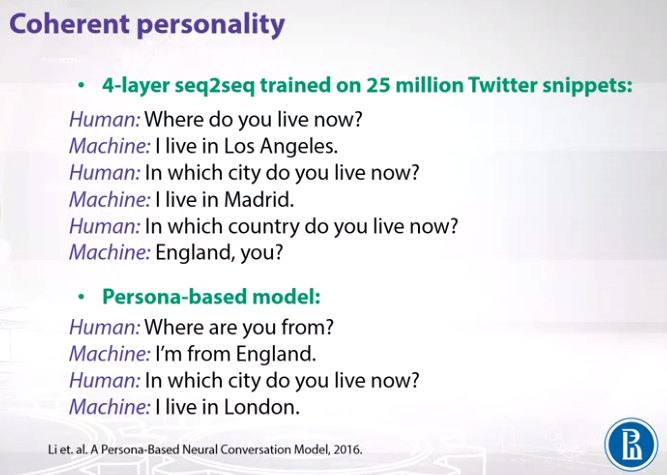 Coherent personality
• 4-layer seq2seq trained on 25 million Twitter snippets:
Human: Where do you live now?
Machine: I live in Los Angeles.
Human: In which city do you live now?
Machine: I live in Madrid.
Human: In which country do you live now?
Machine: England, you?
• Persona-based model:
Human: Where are you from?
Machine: I'm from England.
Human: In which city do you live now?
Machine: I live in London.
Li et. al. A Persona-Based Neural Conversation Model, 2016.